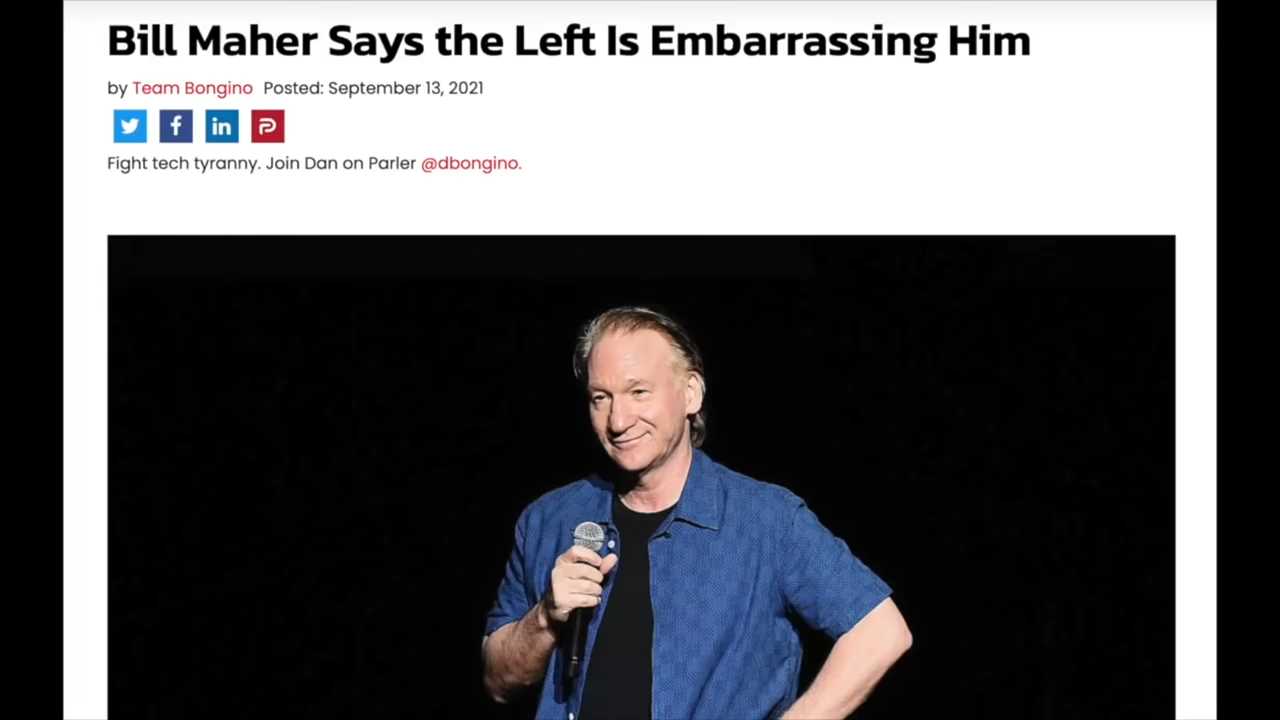 Bill Maher Says the Left Is Embarrassing Him
by Team Bongino Posted: September 13, 2021
f in
Fight tech tyranny. Join Dan on Parler @dbongino.